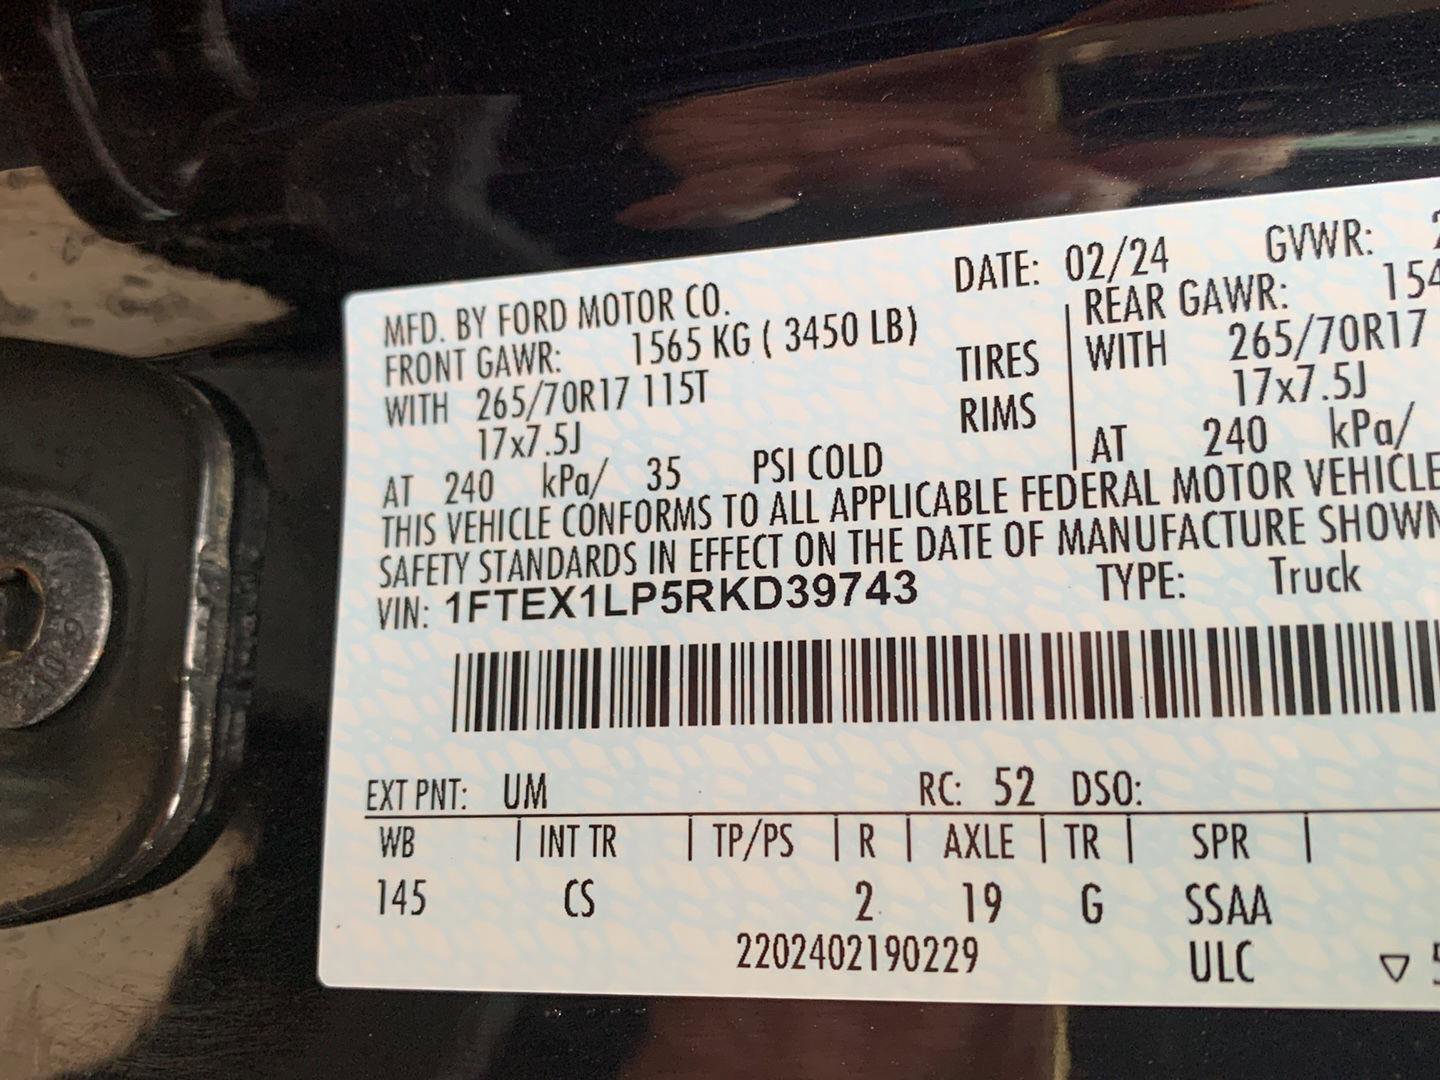 DATE: 02/24 GVWR:
MFD. BY FORD MOTOR CO.
FRONT GAWR: 1565 KG ( 3450 LB) REAR GAWR: 154
WITH 265/70R17 115T TIRES WITH 265/70R17
17x7.5J RIMS 17x7.5J
AT 240 kPa/ 35 PSI COLD AT 240 kPa/
THIS VEHICLE CONFORMS TO ALL APPLICABLE FEDERAL MOTOR VEHICLE
SAFETY STANDARDS IN EFFECT ON THE DATE OF MANUFACTURE SHOWN
VIN: 1FTEX1LP5RKD39743 TYPE: Truck
EXT PNT: UM RC: 52 DSO:
WB | INT TR | TP/PS | R | AXLE | TR | SPR |
145 CS 2 19 G SSAA
2202402190229 ULC